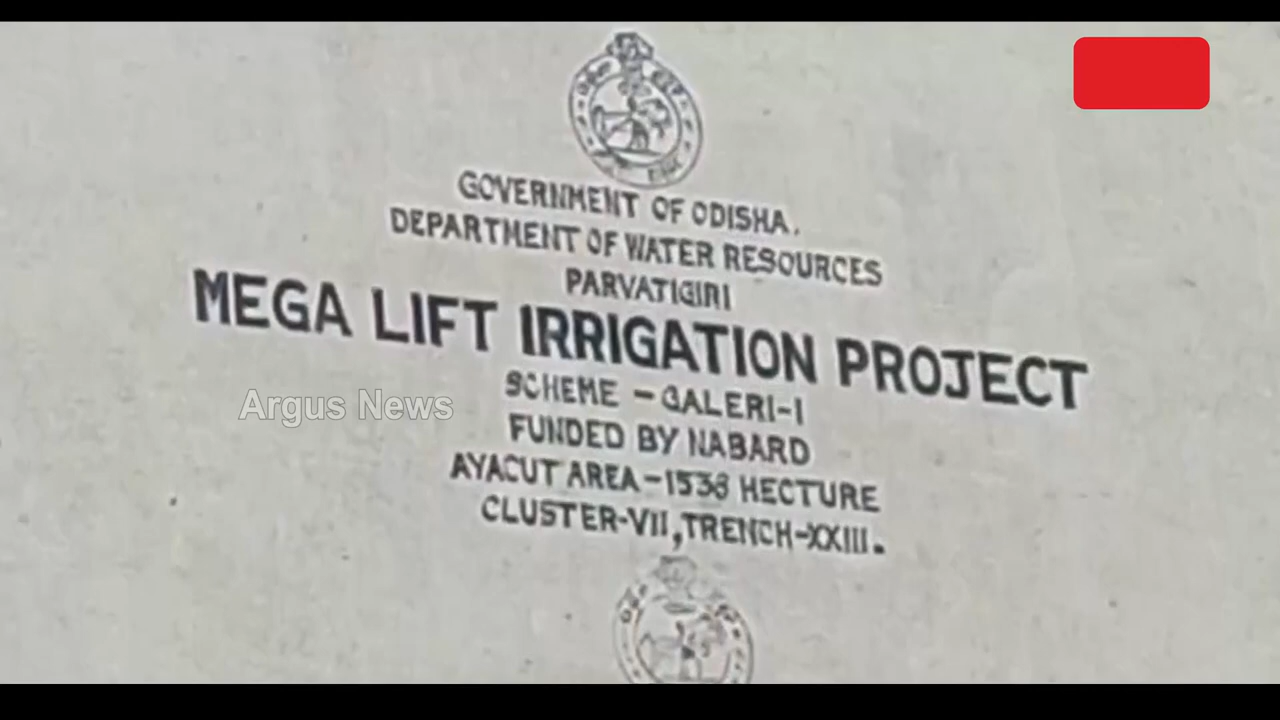 GOVERNMENT OF ODISHA.
DEPARTMENT OF WATER RESOURCES
PARVATIGIRI
MEGA LIFT IRRIGATION PROJECT
SCHEME - GALERI-I
Argus News
FUNDED BY NABARD
AYACUT AREA - 1538 HECTURE
CLUSTER-VII, TRENCH-XXIII.